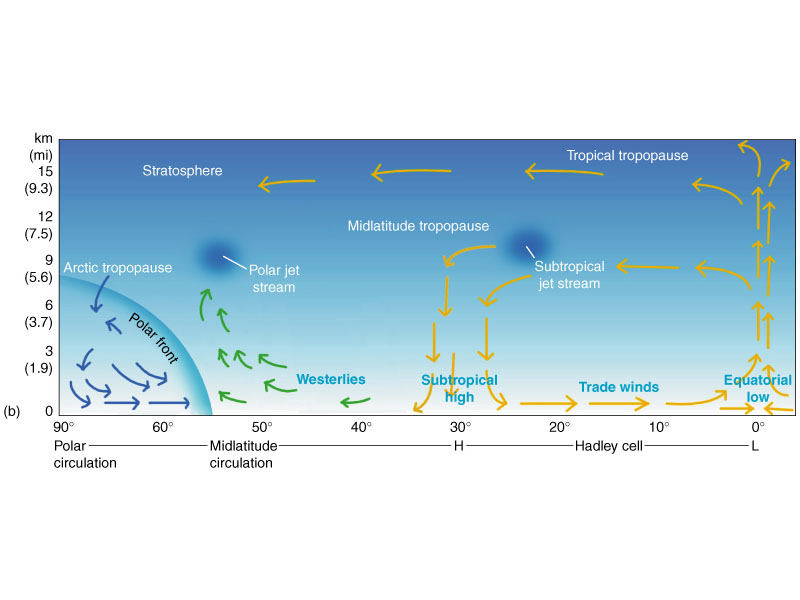 km
(mi)
15
(9.3)
12
(7.5)
9
(5.6)
6
(3.7)
3
(1.9)
(b) 0
Stratosphere
Tropical tropopause
Midlatitude tropopause
Arctic tropopause
Polar jet
stream
Subtropical
jet stream
Polar front
Westerlies
Subtropical
high
Trade winds
Equatorial
low
90° 60° 50° 40° 30° 20° 10° 0°
Polar
circulation
Midlatitude
circulation
H
Hadley cell
L